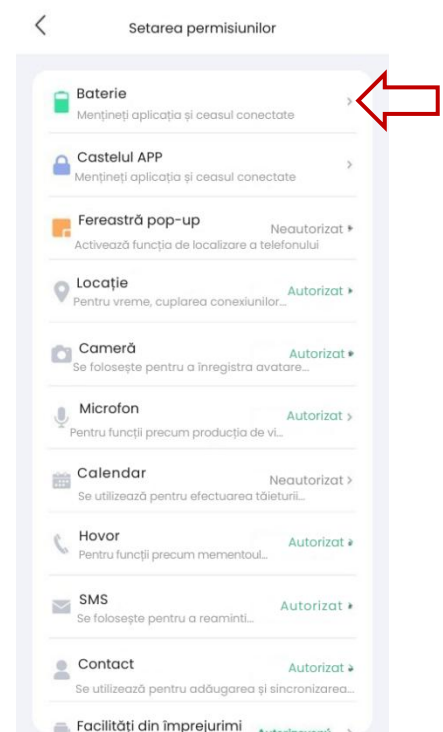 Setarea permisiunilor
Baterie
Mențineți aplicația și ceasul conectate
Castelul APP
Mențineți aplicația și ceasul conectate
Fereastră pop-up
Neautorizat
Activează funcția de localizare a telefonului
Locație
Autorizat
Pentru vreme, cuplarea conexiunilor...
Cameră
Autorizat
Se folosește pentru a înregistra avatare...
Microfon
Autorizat
Pentru funcții precum producția de vi...
Calendar
Neautorizat
Se utilizează pentru efectuarea tăieturii...
Hovor
Autorizat
Pentru funcții precum mementoul...
SMS
Autorizat
Se folosește pentru a reaminti...
Contact
Autorizat
Se utilizează pentru adăugarea și sincronizarea...
Facilități din împrejurimi